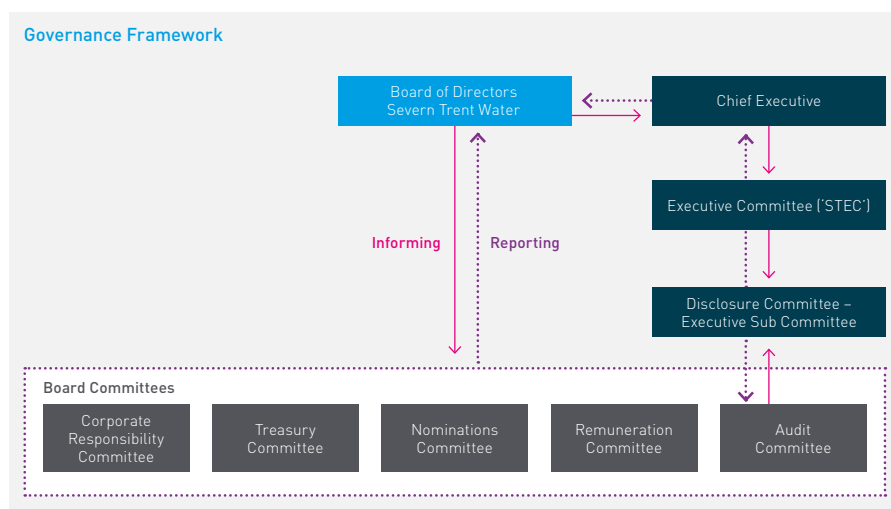 Governance Framework
Board of Directors
Severn Trent Water
Chief Executive
Executive Committee (‘STEC’)
Informing
Reporting
Disclosure Committee –
Executive Sub Committee
Board Committees
Corporate
Responsibility
Committee
Treasury
Committee
Nominations
Committee
Remuneration
Committee
Audit
Committee